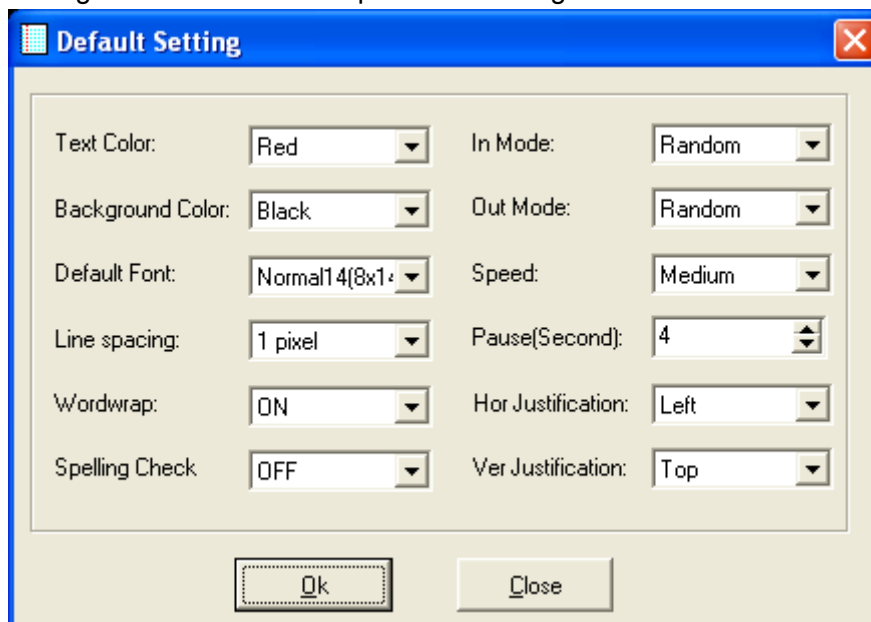 Default Setting
Text Color: Red In Mode: Random
Background Color: Black Out Mode: Random
Default Font: Normal14(8x14 Speed: Medium
Line spacing: 1 pixel Pause(Second): 4
Wordwrap: ON Hor Justification: Left
Spelling Check OFF Ver Justification: Top
Ok Close